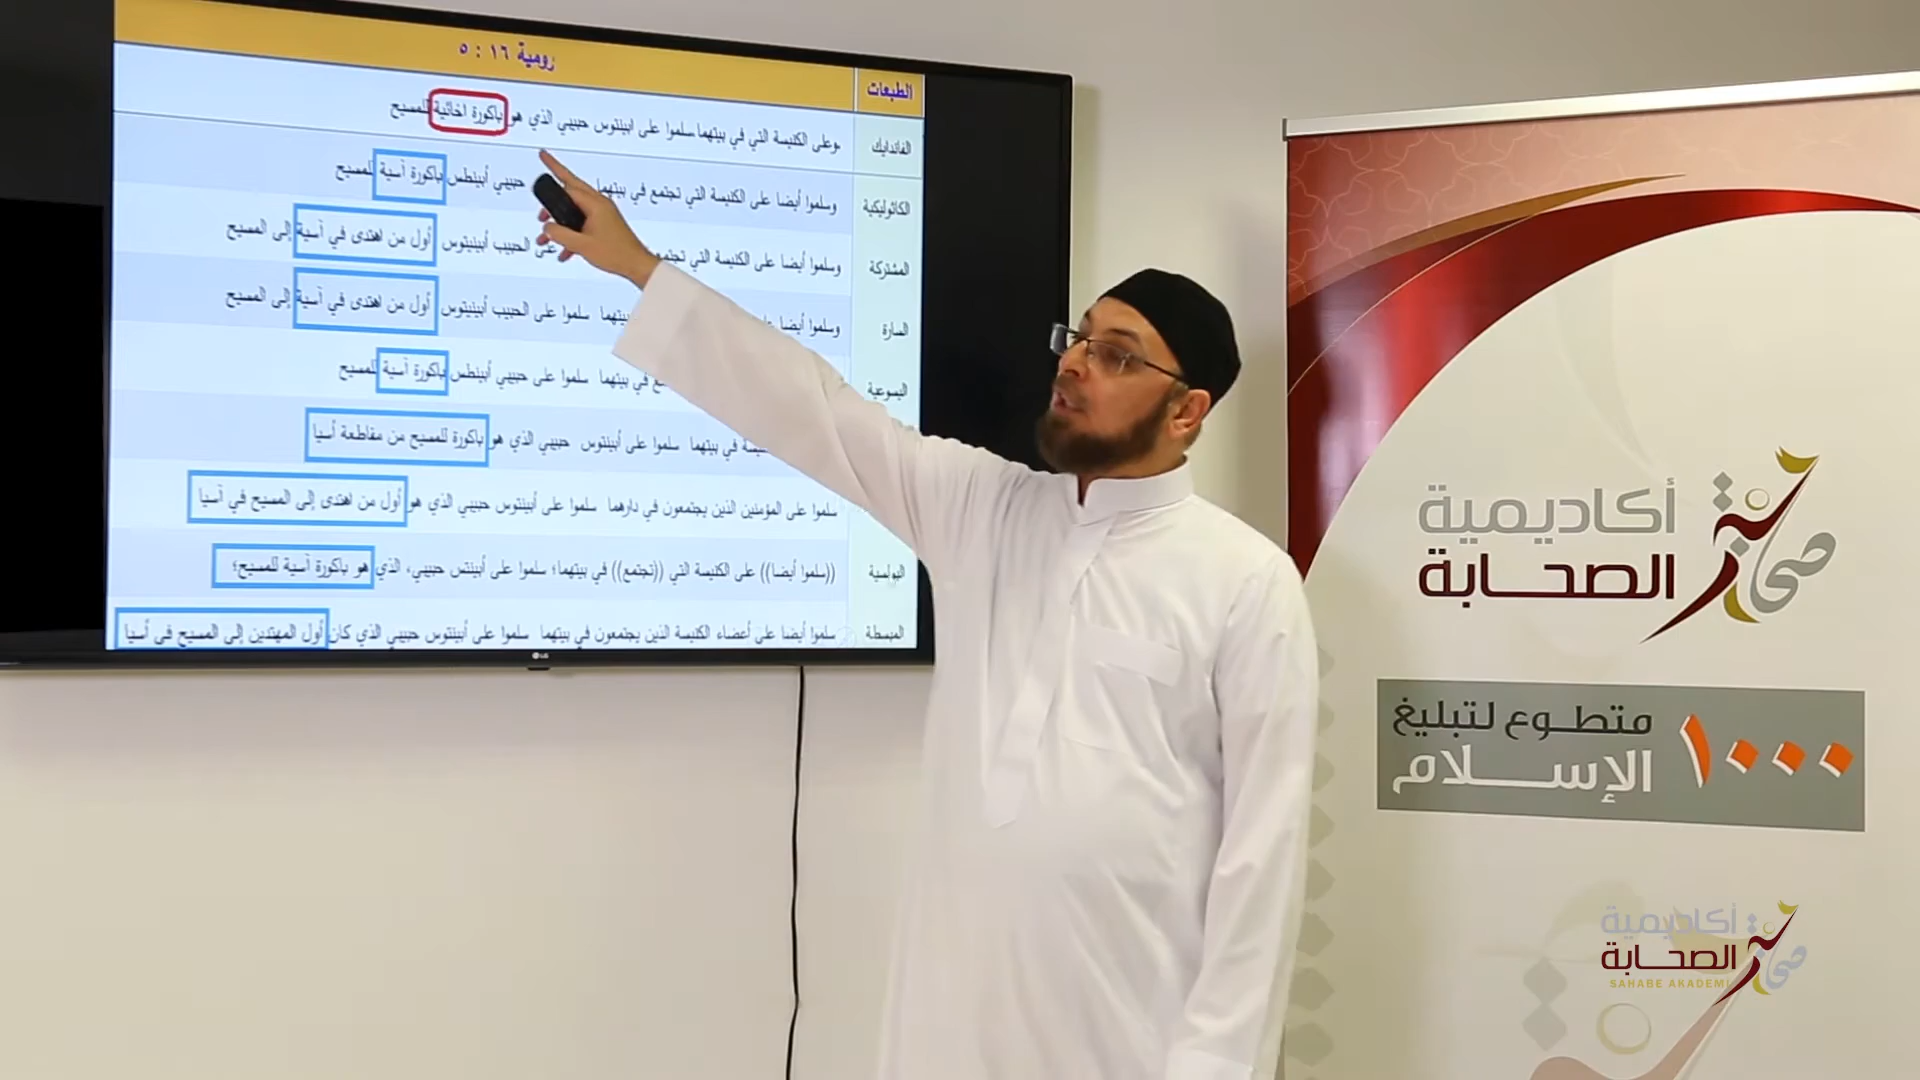 رومية ١٦ : ٥
الطبعات
الفاندايك
وعلى الكنيسة التي في بيتهما.سلموا على ابينتوس حبيبي الذي هو باكورة اخائية للمسيح
الكاثوليكية
وسلموا أيضا على الكنيسة التي تجتمع في بيتهما حبيبي أبينطس باكورة آسية للمسيح
المشتركة
وسلموا أيضا على الكنيسة التي تجتمع على الحبيب أبينيتوس أول من اهتدى في آسية إلى المسيح
السارة
وسلموا أيضا بيتهما سلموا على الحبيب أبينيتوس أول من اهتدى في آسية إلى المسيح
اليسوعية
في بيتهما سلموا على حبيبي أبينطس باكورة آسية للمسيح
في بيتهما سلموا على أبينتوس حبيبي الذي هو باكورة للمسيح من مقاطعة أسيا
سلموا على المؤمنين الذين يجتمعون في دارهما سلموا على أبينتوس حبيبي الذي هو أول من اهتدى إلى المسيح في آسيا
البولسية
((سلموا أيضا)) على الكنيسة التي ((تجتمع)) في بيتهما؛ سلموا على أبينتس حبيبي، الذي هو باكورة آسية للمسيح؛
المبسطة
سلموا أيضا على أعضاء الكنيسة الذين يجتمعون في بيتهما سلموا على أبينتوس حبيبي الذي كان أول المهتدين إلى المسيح في أسيا
LG
أكاديمية
الصحابة
صحابة
١٠٠٠ متطوع لتبليغ
الإسلام
أكاديمية
الصحابة
صحابة
SAHABE AKADEMI